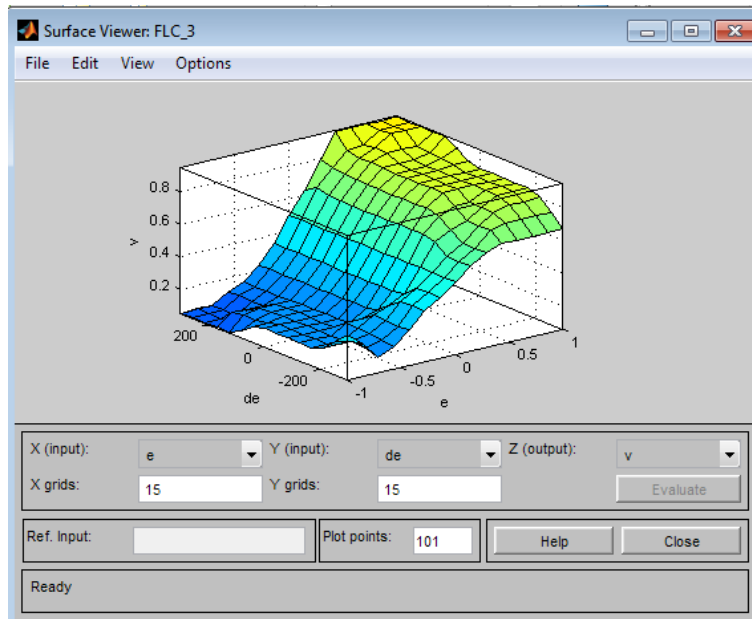 Surface Viewer: FLC_3
File Edit View Options
0.8
0.6
0.4
0.2
v
200
0
-200
de
-1
-0.5
0
0.5
1
e
X (input): e Y (input): de Z (output): v
X grids: 15 Y grids: 15 Evaluate
Ref. Input: Plot points: 101 Help Close
Ready